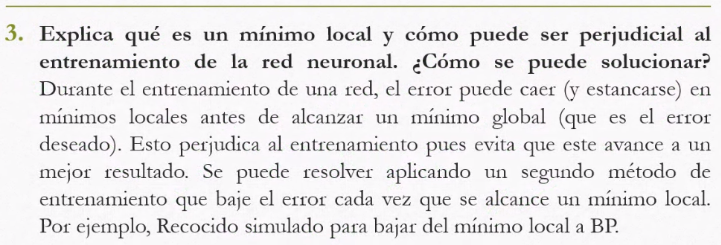 3. Explica qué es un mínimo local y cómo puede ser perjudicial al
entrenamiento de la red neuronal. ¿Cómo se puede solucionar?
Durante el entrenamiento de una red, el error puede caer (y estancarse) en
mínimos locales antes de alcanzar un mínimo global (que es el error
deseado). Esto perjudica al entrenamiento pues evita que este avance a un
mejor resultado. Se puede resolver aplicando un segundo método de
entrenamiento que baje el error cada vez que se alcance un mínimo local.
Por ejemplo, Recocido simulado para bajar del mínimo local a BP.